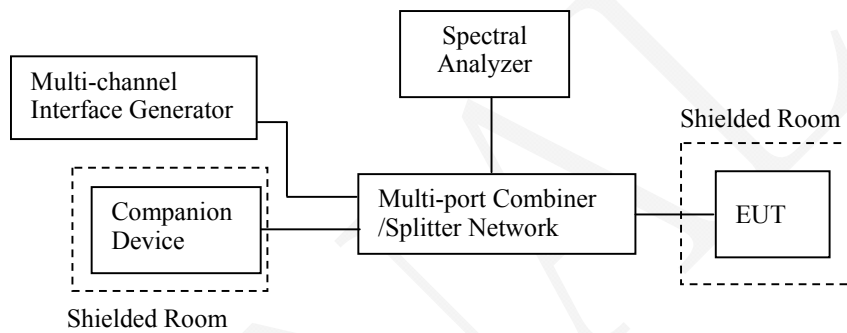 Spectral
Analyzer
Multi-channel
Interface Generator
Shielded Room
Companion
Device
Multi-port Combiner
/Splitter Network
EUT
Shielded Room